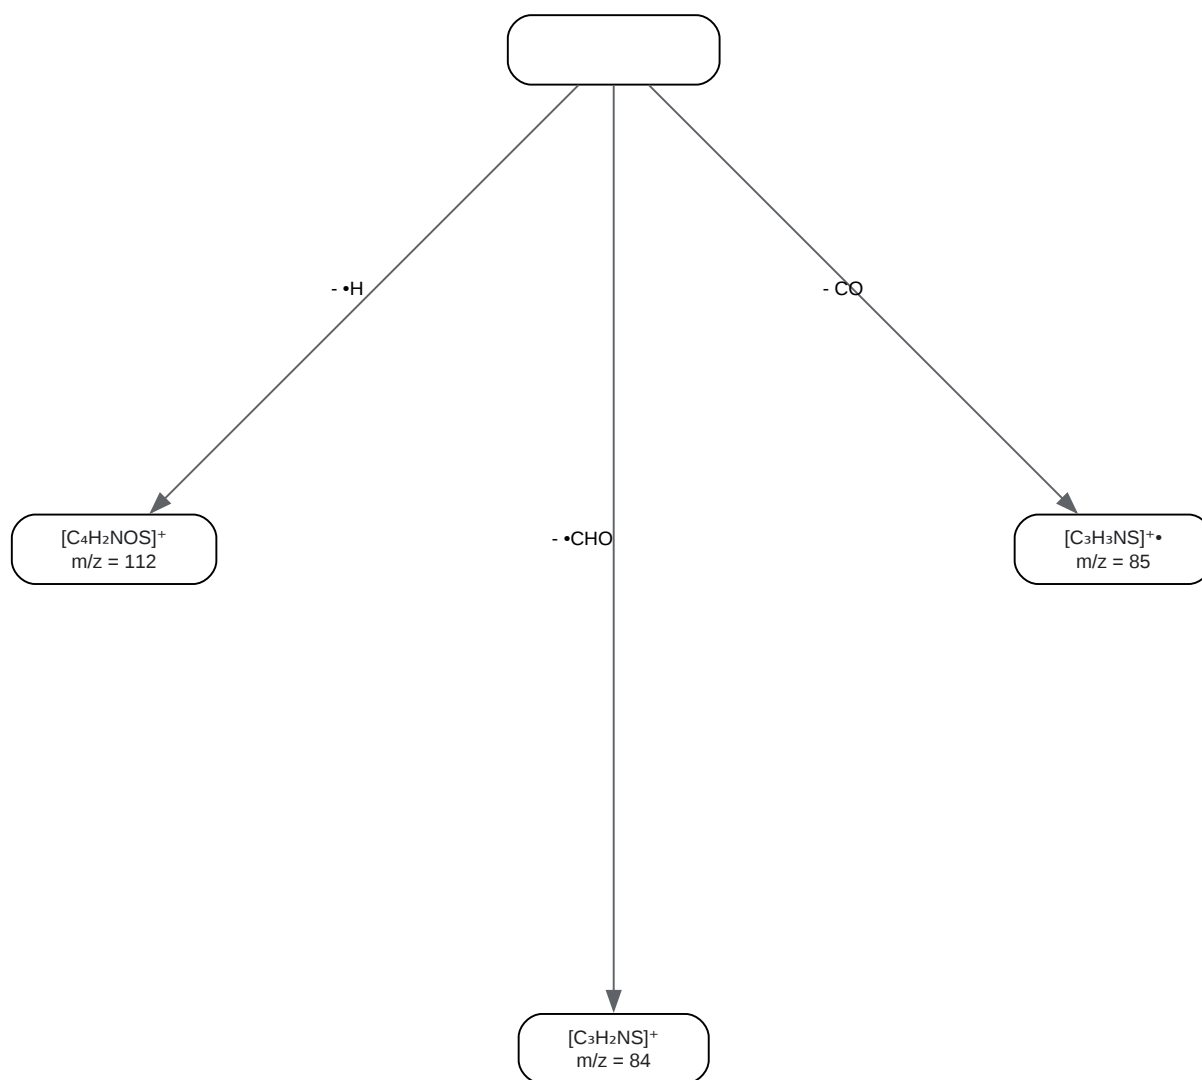 - •H
- CO
[C₄H₂NOS]⁺
m/z = 112
- •CHO
[C₃H₃NS]⁺•
m/z = 85
[C₃H₂NS]⁺
m/z = 84